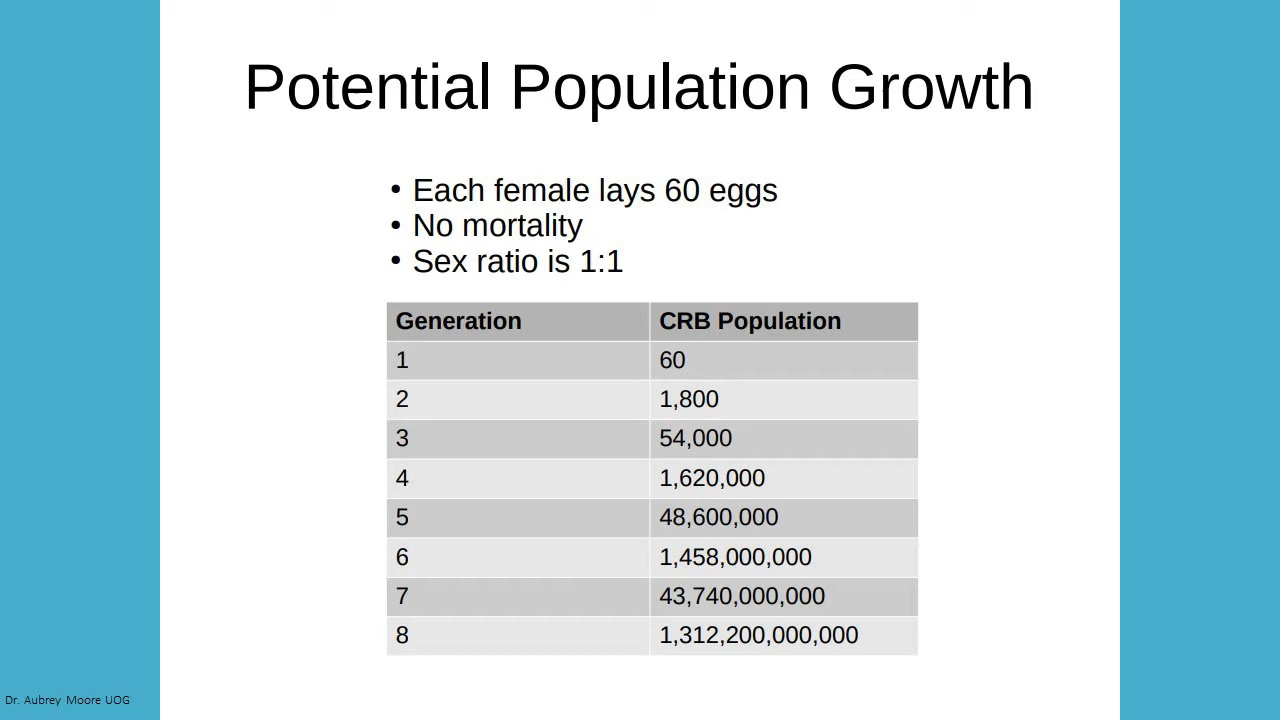 Potential Population Growth
• Each female lays 60 eggs
• No mortality
• Sex ratio is 1:1
Generation CRB Population
1 60
2 1,800
3 54,000
4 1,620,000
5 48,600,000
6 1,458,000,000
7 43,740,000,000
8 1,312,200,000,000
Dr. Aubrey Moore UOG